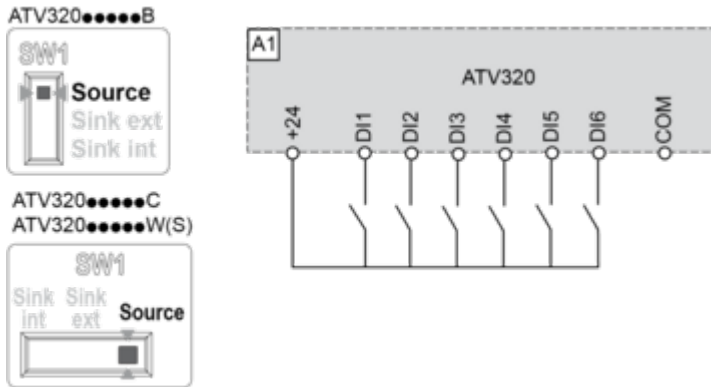 ATV320●●●●●B
SW1
Source
Sink ext
Sink int
ATV320●●●●●C
ATV320●●●●●W(S)
SW1
Sink int
Sink ext
Source
A1
ATV320
+24
DI1
DI2
DI3
DI4
DI5
DI6
COM